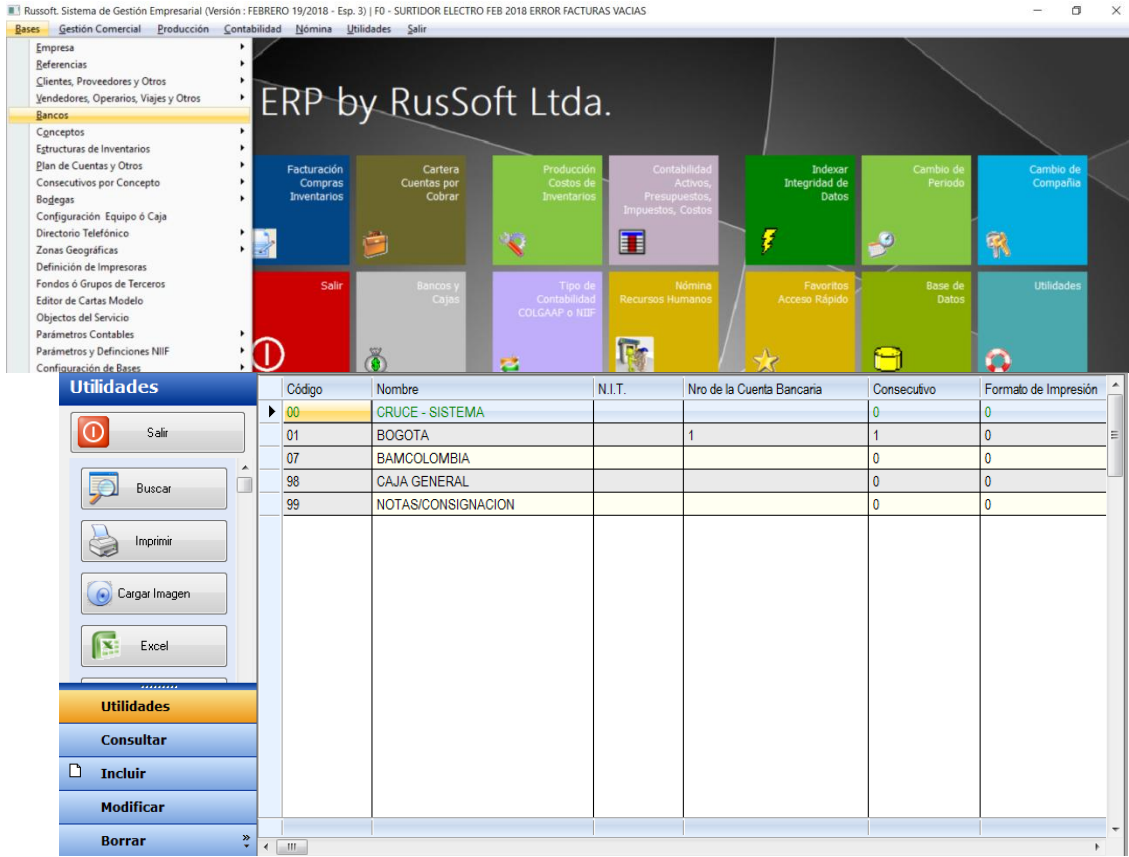 Russoft. Sistema de Gestión Empresarial (Versión : FEBRERO 19/2018 - Esp. 3) | F0 - SURTIDOR ELECTRO FEB 2018 ERROR FACTURAS VACIAS
Bases Gestión Comercial Producción Contabilidad Nómina Utilidades Salir
Empresa
Referencias
Clientes, Proveedores y Otros
Vendedores, Operarios, Viajes y Otros
Bancos
Conceptos
Estructuras de Inventarios
Plan de Cuentas y Otros
Consecutivos por Concepto
Bodegas
Configuración Equipo ó Caja
Directorio Telefónico
Zonas Geográficas
Definición de Impresoras
Fondos ó Grupos de Terceros
Editor de Cartas Modelo
Objectos del Servicio
Parámetros Contables
Parámetros y Definciones NIIF
Configuración de Bases
ERP by RusSoft Ltda.
Facturación
Compras
Inventarios
Cartera
Cuentas por
Cobrar
Producción
Costos de
Inventarios
Contabilidad
Activos,
Presupuestos,
Impuestos, Costos
Indexar
Integridad de
Datos
Cambio de
Periodo
Cambio de
Compañia
Salir
Bancos y
Cajas
Tipo de
Contabilidad
COLGAAP o NIIF
Nómina
Recursos Humanos
Favoritos
Acceso Rápido
Base de
Datos
Utilidades
Utilidades
Salir
Buscar
Imprimir
Cargar Imagen
Excel
Utilidades
Consultar
Incluir
Modificar
Borrar
Código Nombre N.I.T. Nro de la Cuenta Bancaria Consecutivo Formato de Impresión
00 CRUCE - SISTEMA 0 0
01 BOGOTA 1 1 0
07 BAMCOLOMBIA 0 0
98 CAJA GENERAL 0 0
99 NOTAS/CONSIGNACION 0 0